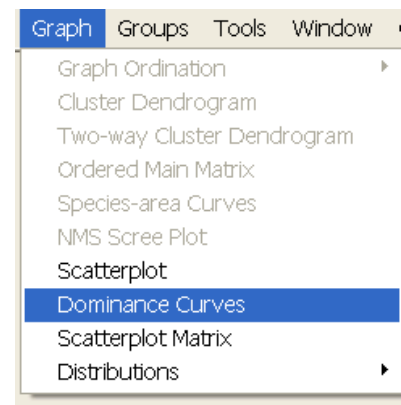 Graph Groups Tools Window
Graph Ordination
Cluster Dendrogram
Two-way Cluster Dendrogram
Ordered Main Matrix
Species-area Curves
NMS Scree Plot
Scatterplot
Dominance Curves
Scatterplot Matrix
Distributions